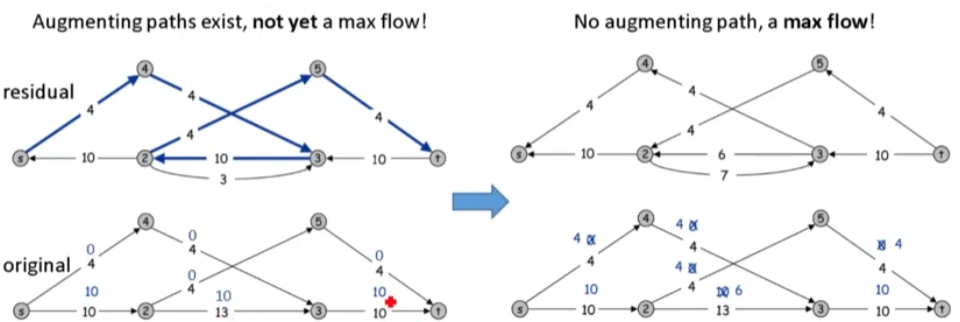 Augmenting paths exist, not yet a max flow!
No augmenting path, a max flow!
residual
4 5
4 4 4 4
s 10 2 10 3 10 t
3
4 5
4 4 4 4
s 10 2 6 3 10 t
7
original
4 5
0 0 0 0
4 4 4 4
10 10 10
s 10 2 13 3 10 t
4 5
4 0 4 0 4 0 4
4 4 4 4
10 10 6 10
s 10 2 13 3 10 t